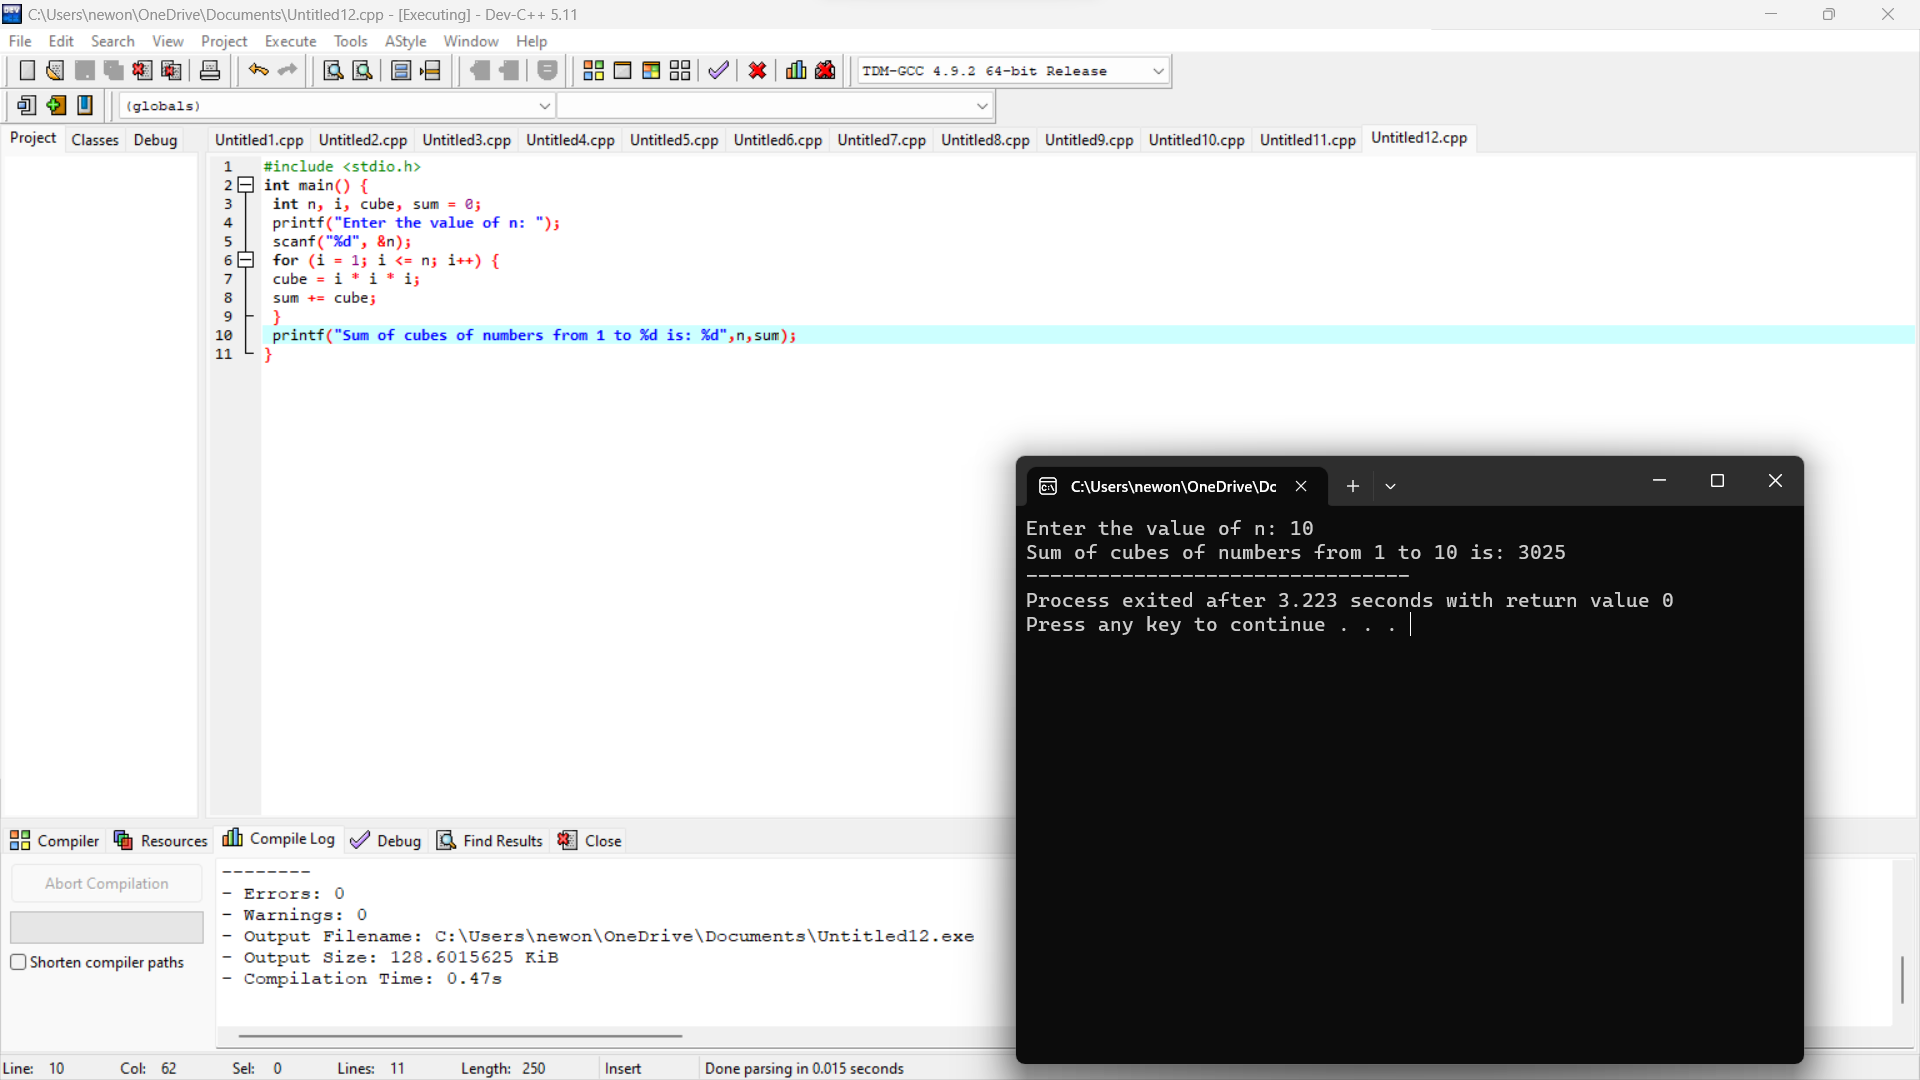 C:\Users\newon\OneDrive\Documents\Untitled12.cpp - [Executing] - Dev-C++ 5.11
File Edit Search View Project Execute Tools AStyle Window Help
TDM-GCC 4.9.2 64-bit Release
(globals)
Project Classes Debug Untitled1.cpp Untitled2.cpp Untitled3.cpp Untitled4.cpp Untitled5.cpp Untitled6.cpp Untitled7.cpp Untitled8.cpp Untitled9.cpp Untitled10.cpp Untitled11.cpp Untitled12.cpp
1 #include <stdio.h>
2 int main() {
3 int n, i, cube, sum = 0;
4 printf("Enter the value of n: ");
5 scanf("%d", &n);
6 for (i = 1; i <= n; i++) {
7 cube = i * i * i;
8 sum += cube;
9 }
10 printf("Sum of cubes of numbers from 1 to %d is: %d",n,sum);
11 }
C:\Users\newon\OneDrive\Dc
Enter the value of n: 10
Sum of cubes of numbers from 1 to 10 is: 3025
--------------------------------
Process exited after 3.223 seconds with return value 0
Press any key to continue . . .
Compiler Resources Compile Log Debug Find Results Close
Abort Compilation
Shorten compiler paths
--------
- Errors: 0
- Warnings: 0
- Output Filename: C:\Users\newon\OneDrive\Documents\Untitled12.exe
- Output Size: 128.6015625 KiB
- Compilation Time: 0.47s
Line: 10 Col: 62 Sel: 0 Lines: 11 Length: 250 Insert Done parsing in 0.015 seconds